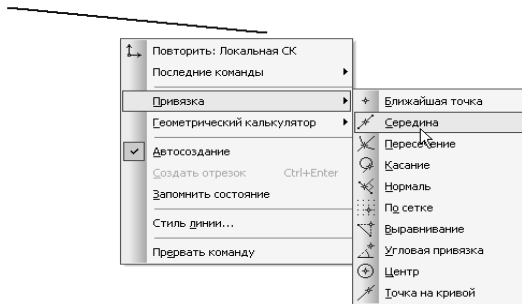 Повторить: Локальная СК
Последние команды
Привязка
Геометрический калькулятор
Автосоздание
Создать отрезок Ctrl+Enter
Запомнить состояние
Стиль линии...
Прервать команду
Ближайшая точка
Середина
Пересечение
Касание
Нормаль
По сетке
Выравнивание
Угловая привязка
Центр
Точка на кривой